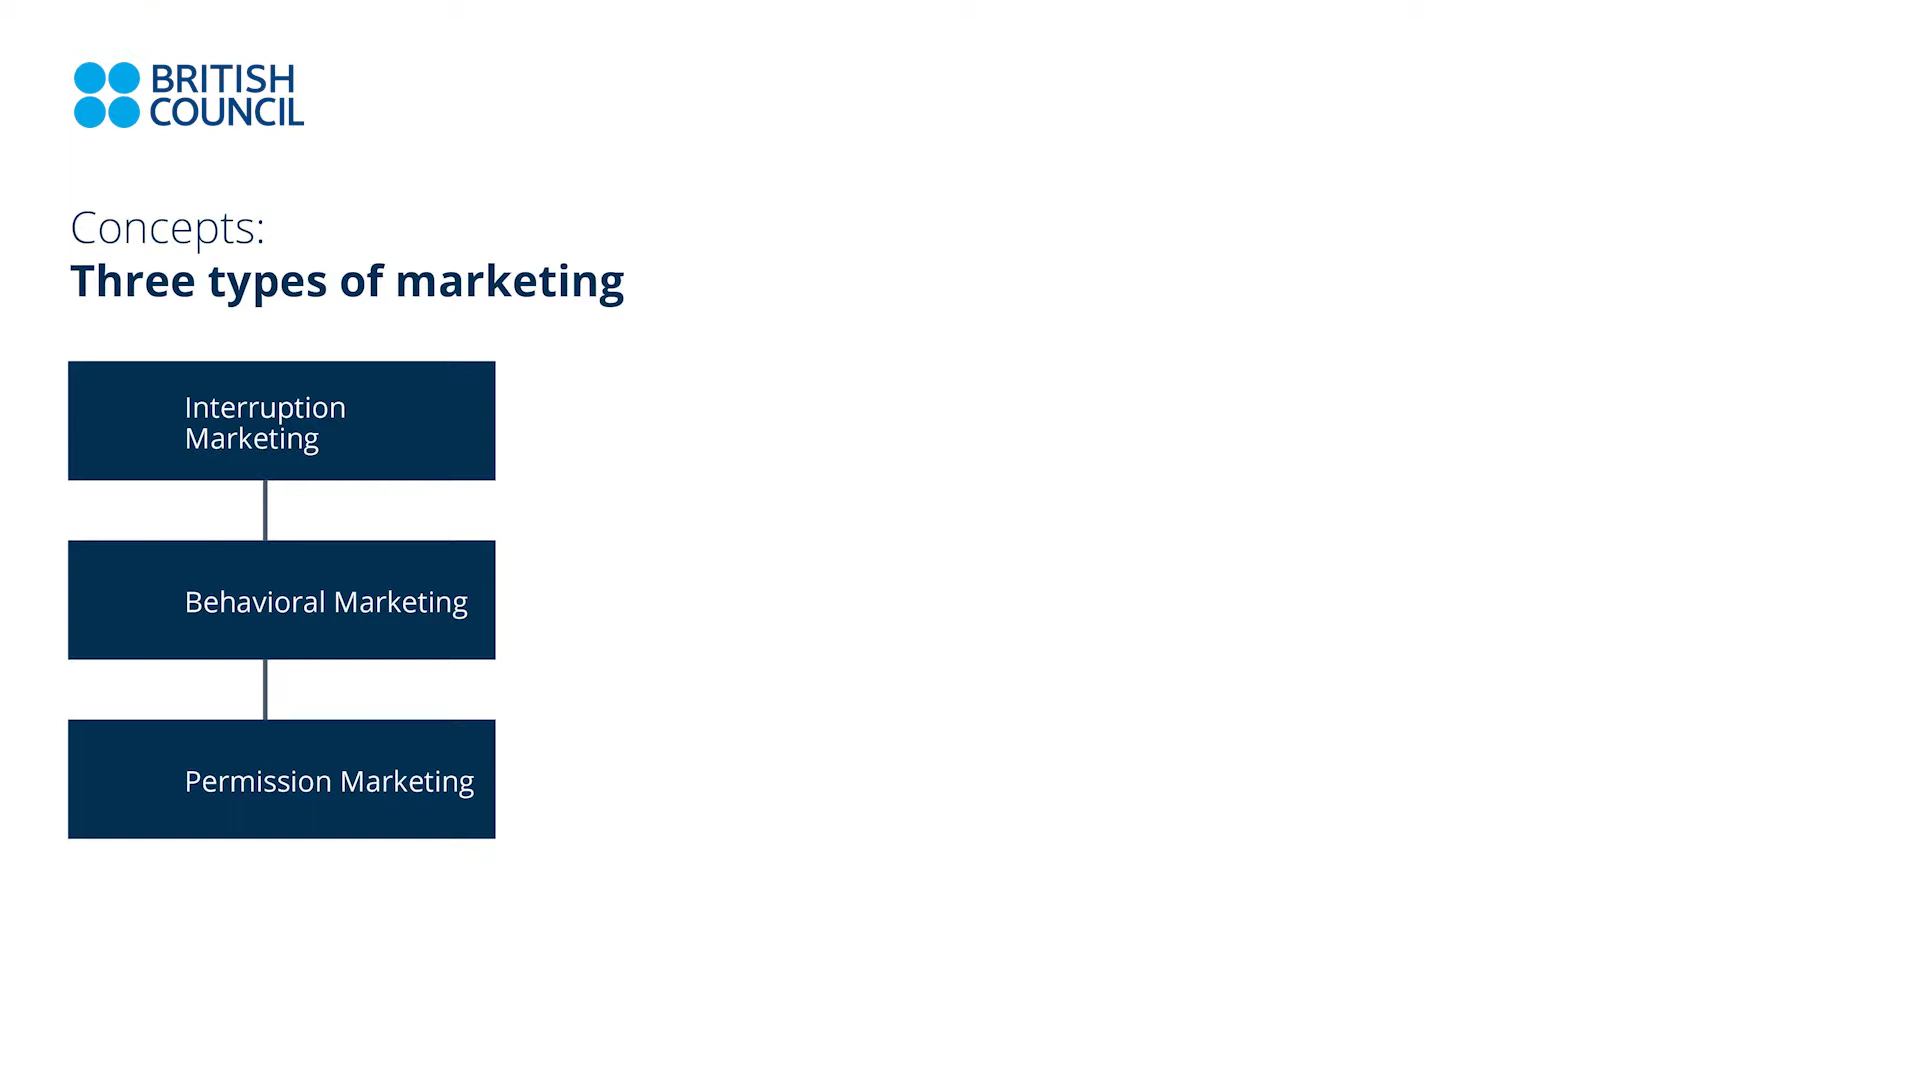 BRITISH
COUNCIL
Concepts:
Three types of marketing
Interruption
Marketing
Behavioral Marketing
Permission Marketing